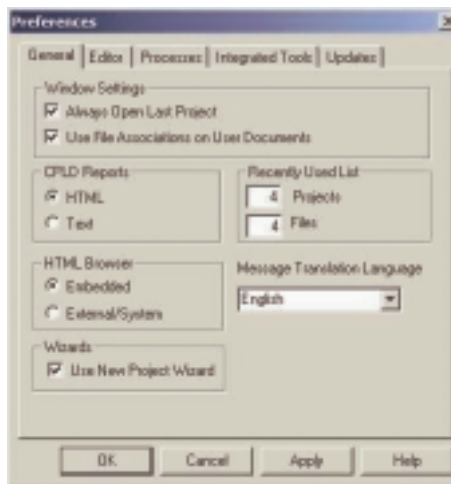 Preferences
General Editor Processes Integrated Tools Updates
Window Settings
Always Open Last Project
Use File Associations on User Documents
CPLD Reports
HTML
Text
Recently Used List
4 Projects
4 Files
HTML Browser
Embedded
External/System
Message Translation Language
English
Wizards
Use New Project Wizard
OK Cancel Apply Help